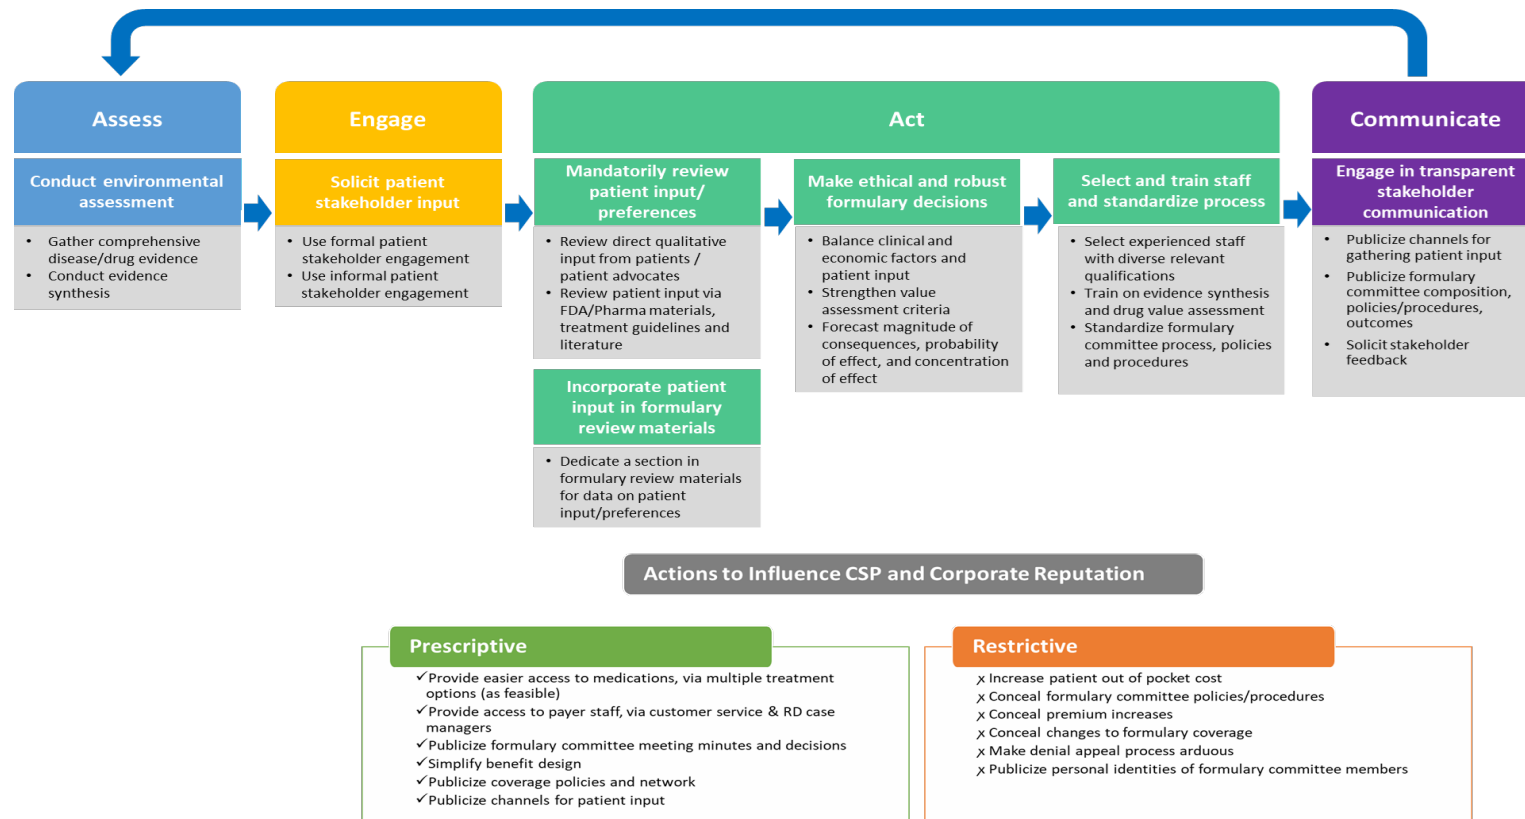 Assess
Conduct environmental
assessment
• Gather comprehensive
disease/drug evidence
• Conduct evidence
synthesis
Engage
Solicit patient
stakeholder input
• Use formal patient
stakeholder engagement
• Use informal patient
stakeholder engagement
Act
Mandatorily review
patient input/
preferences
• Review direct qualitative
input from patients /
patient advocates
• Review patient input via
FDA/Pharma materials,
treatment guidelines and
literature
Incorporate patient
input in formulary
review materials
• Dedicate a section in
formulary review materials
for data on patient
input/preferences
Make ethical and robust
formulary decisions
• Balance clinical and
economic factors and
patient input
• Strengthen value
assessment criteria
• Forecast magnitude of
consequences, probability
of effect, and concentration
of effect
Select and train staff
and standardize process
• Select experienced staff
with diverse relevant
qualifications
• Train on evidence synthesis
and drug value assessment
• Standardize formulary
committee process, policies
and procedures
Communicate
Engage in transparent
stakeholder
communication
• Publicize channels for
gathering patient input
• Publicize formulary
committee composition,
policies/procedures,
outcomes
• Solicit stakeholder
feedback
Actions to Influence CSP and Corporate Reputation
Prescriptive
✓Provide easier access to medications, via multiple treatment
options (as feasible)
✓Provide access to payer staff, via customer service & RD case
managers
✓Publicize formulary committee meeting minutes and decisions
✓Simplify benefit design
✓Publicize coverage policies and network
✓Publicize channels for patient input
Restrictive
x Increase patient out of pocket cost
x Conceal formulary committee policies/procedures
x Conceal premium increases
x Conceal changes to formulary coverage
x Make denial appeal process arduous
x Publicize personal identities of formulary committee members